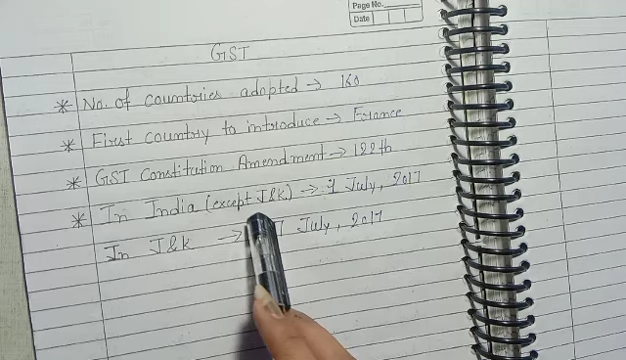 Page No.
Date
GST
* No. of countries adopted → 160
* First country to introduce → France
* GST Constitution Amendment → 122th
* In India (except J&K) → 1 July, 2017
In J&K → 7 July, 2017